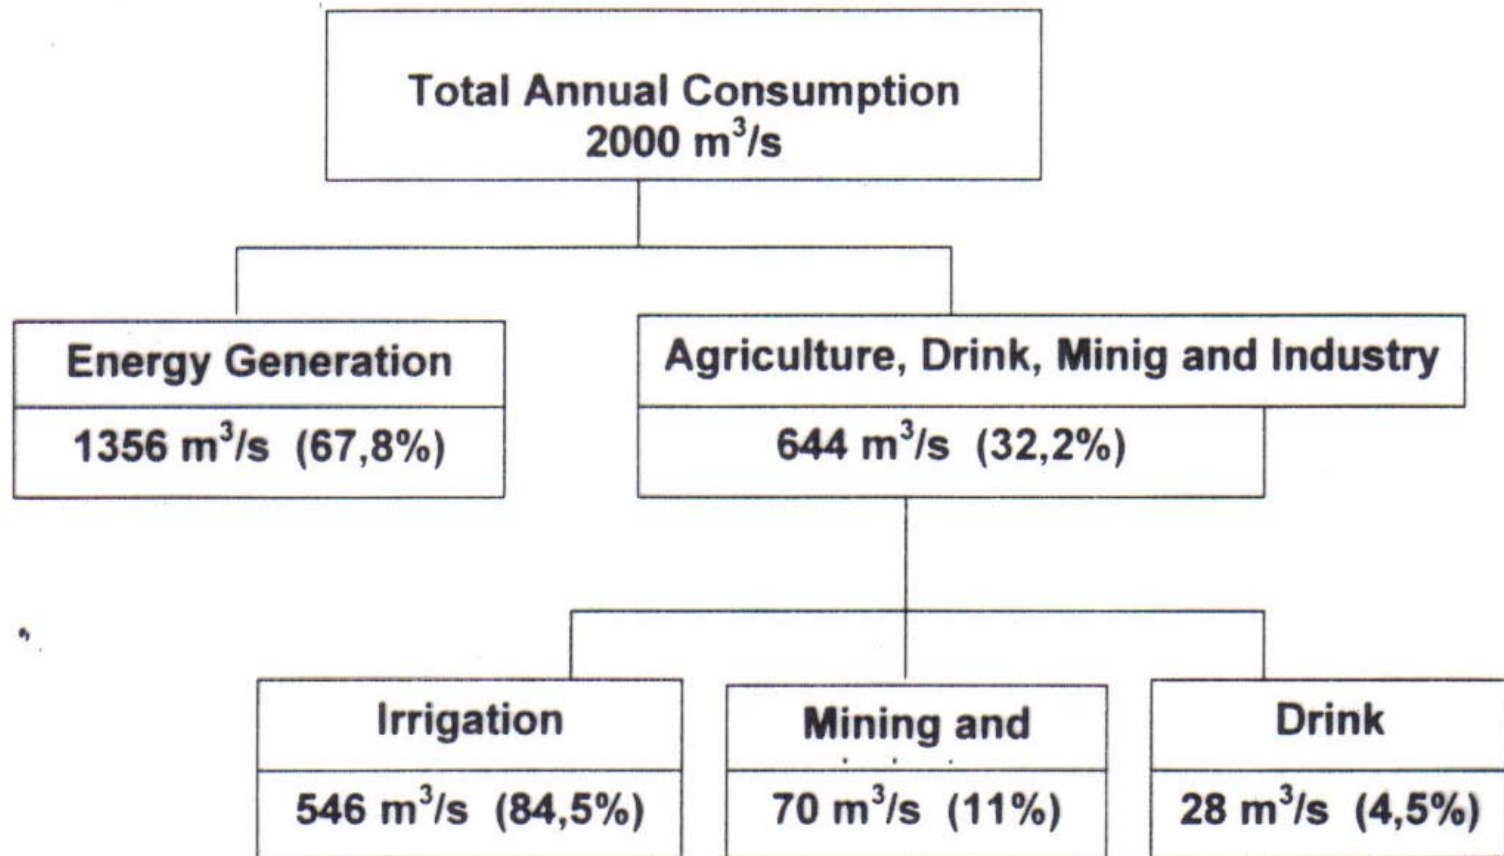 Total Annual Consumption
2000 m³/s
Energy Generation
1356 m³/s (67,8%)
Agriculture, Drink, Minig and Industry
644 m³/s (32,2%)
Irrigation
546 m³/s (84,5%)
Mining and
70 m³/s (11%)
Drink
28 m³/s (4,5%)